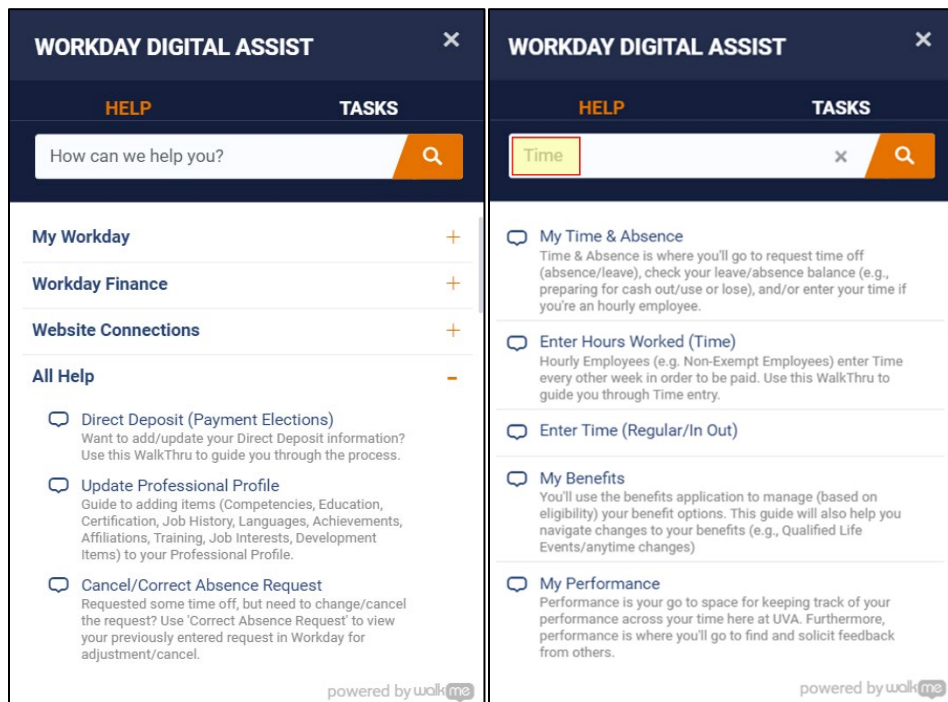 WORKDAY DIGITAL ASSIST
HELP
TASKS
How can we help you?
My Workday
Workday Finance
Website Connections
All Help
Direct Deposit (Payment Elections)
Want to add/update your Direct Deposit information?
Use this WalkThru to guide you through the process.
Update Professional Profile
Guide to adding items (Competencies, Education,
Certification, Job History, Languages, Achievements,
Affiliations, Training, Job Interests, Development
Items) to your Professional Profile.
Cancel/Correct Absence Request
Requested some time off, but need to change/cancel
the request? Use 'Correct Absence Request' to view
your previously entered request in Workday for
adjustment/cancel.
powered by walkme
WORKDAY DIGITAL ASSIST
HELP
TASKS
Time
My Time & Absence
Time & Absence is where you'll go to request time off
(absence/leave), check your leave/absence balance (e.g.,
preparing for cash out/use or lose), and/or enter your time if
you're an hourly employee.
Enter Hours Worked (Time)
Hourly Employees (e.g. Non-Exempt Employees) enter Time
every other week in order to be paid. Use this WalkThru to
guide you through Time entry.
Enter Time (Regular/In Out)
My Benefits
You'll use the benefits application to manage (based on
eligibility) your benefit options. This guide will also help you
navigate changes to your benefits (e.g., Qualified Life
Events/anytime changes)
My Performance
Performance is your go to space for keeping track of your
performance across your time here at UVA. Furthermore,
performance is where you'll go to find and solicit feedback
from others.
powered by walkme